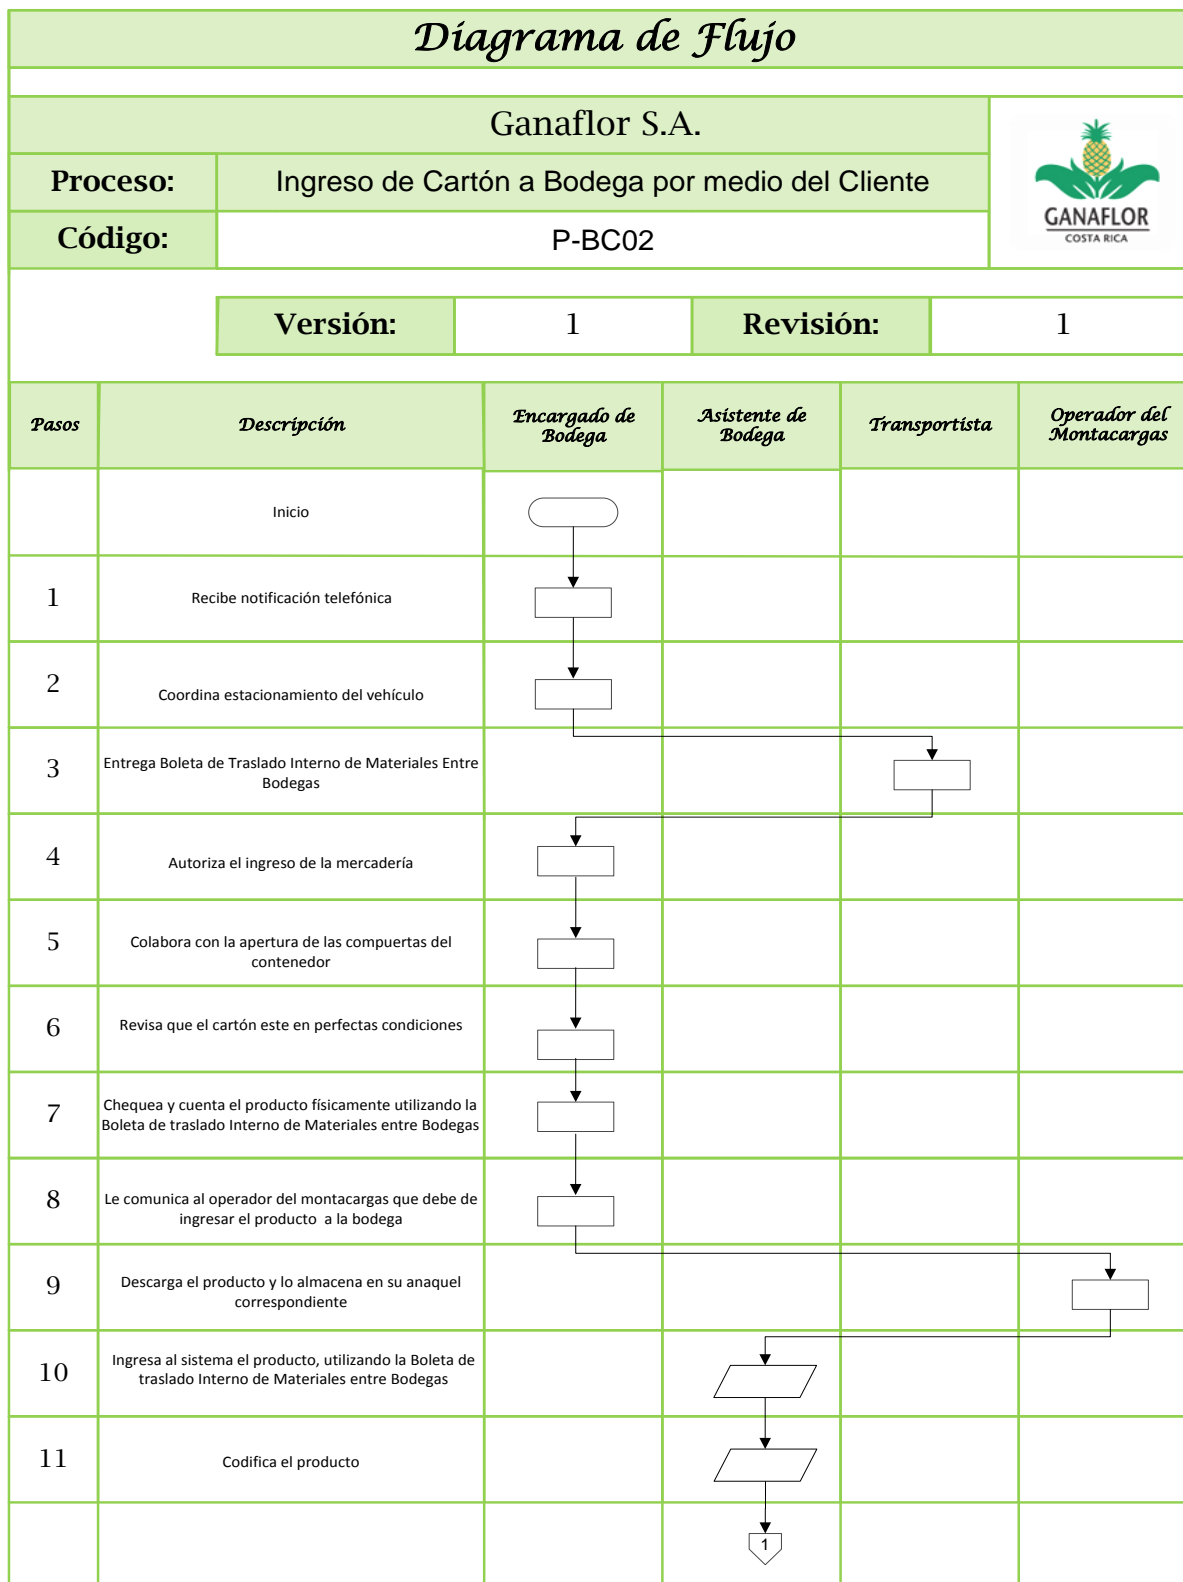 Diagrama de Flujo
Ganaflor S.A.
Proceso:
Ingreso de Cartón a Bodega por medio del Cliente
Código:
P-BC02
GANAFLOR
COSTA RICA
Versión:
1
Revisión:
1
Pasos
Descripción
Encargado de
Bodega
Asistente de
Bodega
Transportista
Operador del
Montacargas
Inicio
1
Recibe notificación telefónica
2
Coordina estacionamiento del vehículo
3
Entrega Boleta de Traslado Interno de Materiales Entre
Bodegas
4
Autoriza el ingreso de la mercadería
5
Colabora con la apertura de las compuertas del
contenedor
6
Revisa que el cartón este en perfectas condiciones
7
Chequea y cuenta el producto físicamente utilizando la
Boleta de traslado Interno de Materiales entre Bodegas
8
Le comunica al operador del montacargas que debe de
ingresar el producto a la bodega
9
Descarga el producto y lo almacena en su anaquel
correspondiente
10
Ingresa al sistema el producto, utilizando la Boleta de
traslado Interno de Materiales entre Bodegas
11
Codifica el producto
1